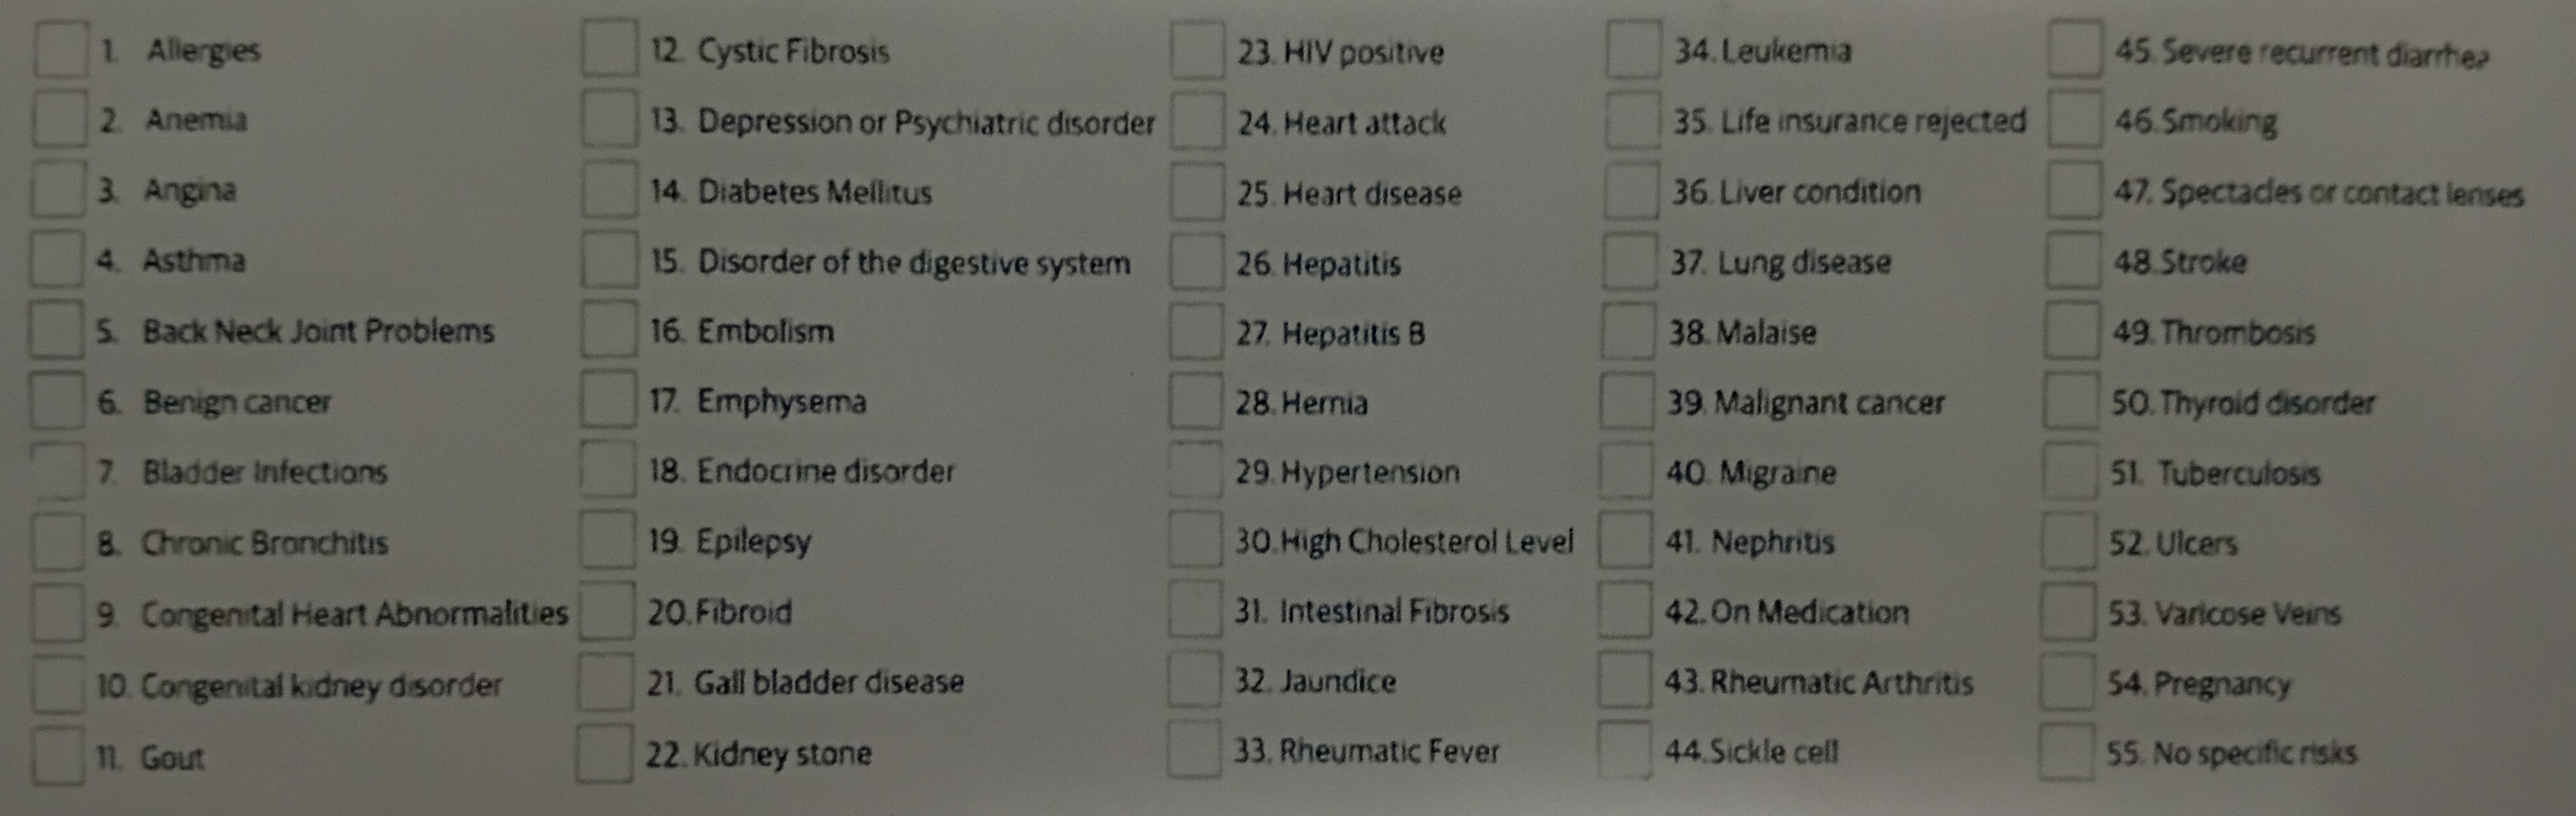 1. Allergies
2. Anemia
3. Angina
4. Asthma
5. Back Neck Joint Problems
6. Benign cancer
7. Bladder Infections
8. Chronic Bronchitis
9. Congenital Heart Abnormalities
10. Congenital kidney disorder
11. Gout
12. Cystic Fibrosis
13. Depression or Psychiatric disorder
14. Diabetes Mellitus
15. Disorder of the digestive system
16. Embolism
17. Emphysema
18. Endocrine disorder
19. Epilepsy
20. Fibroid
21. Gall bladder disease
22. Kidney stone
23. HIV positive
24. Heart attack
25. Heart disease
26. Hepatitis
27. Hepatitis B
28. Hernia
29. Hypertension
30. High Cholesterol Level
31. Intestinal Fibrosis
32. Jaundice
33. Rheumatic Fever
34. Leukemia
35. Life insurance rejected
36. Liver condition
37. Lung disease
38. Malaise
39. Malignant cancer
40. Migraine
41. Nephritis
42. On Medication
43. Rheumatic Arthritis
44. Sickle cell
45. Severe recurrent diarrhea
46. Smoking
47. Spectacles or contact lenses
48. Stroke
49. Thrombosis
50. Thyroid disorder
51. Tuberculosis
52. Ulcers
53. Varicose Veins
54. Pregnancy
55. No specific risks